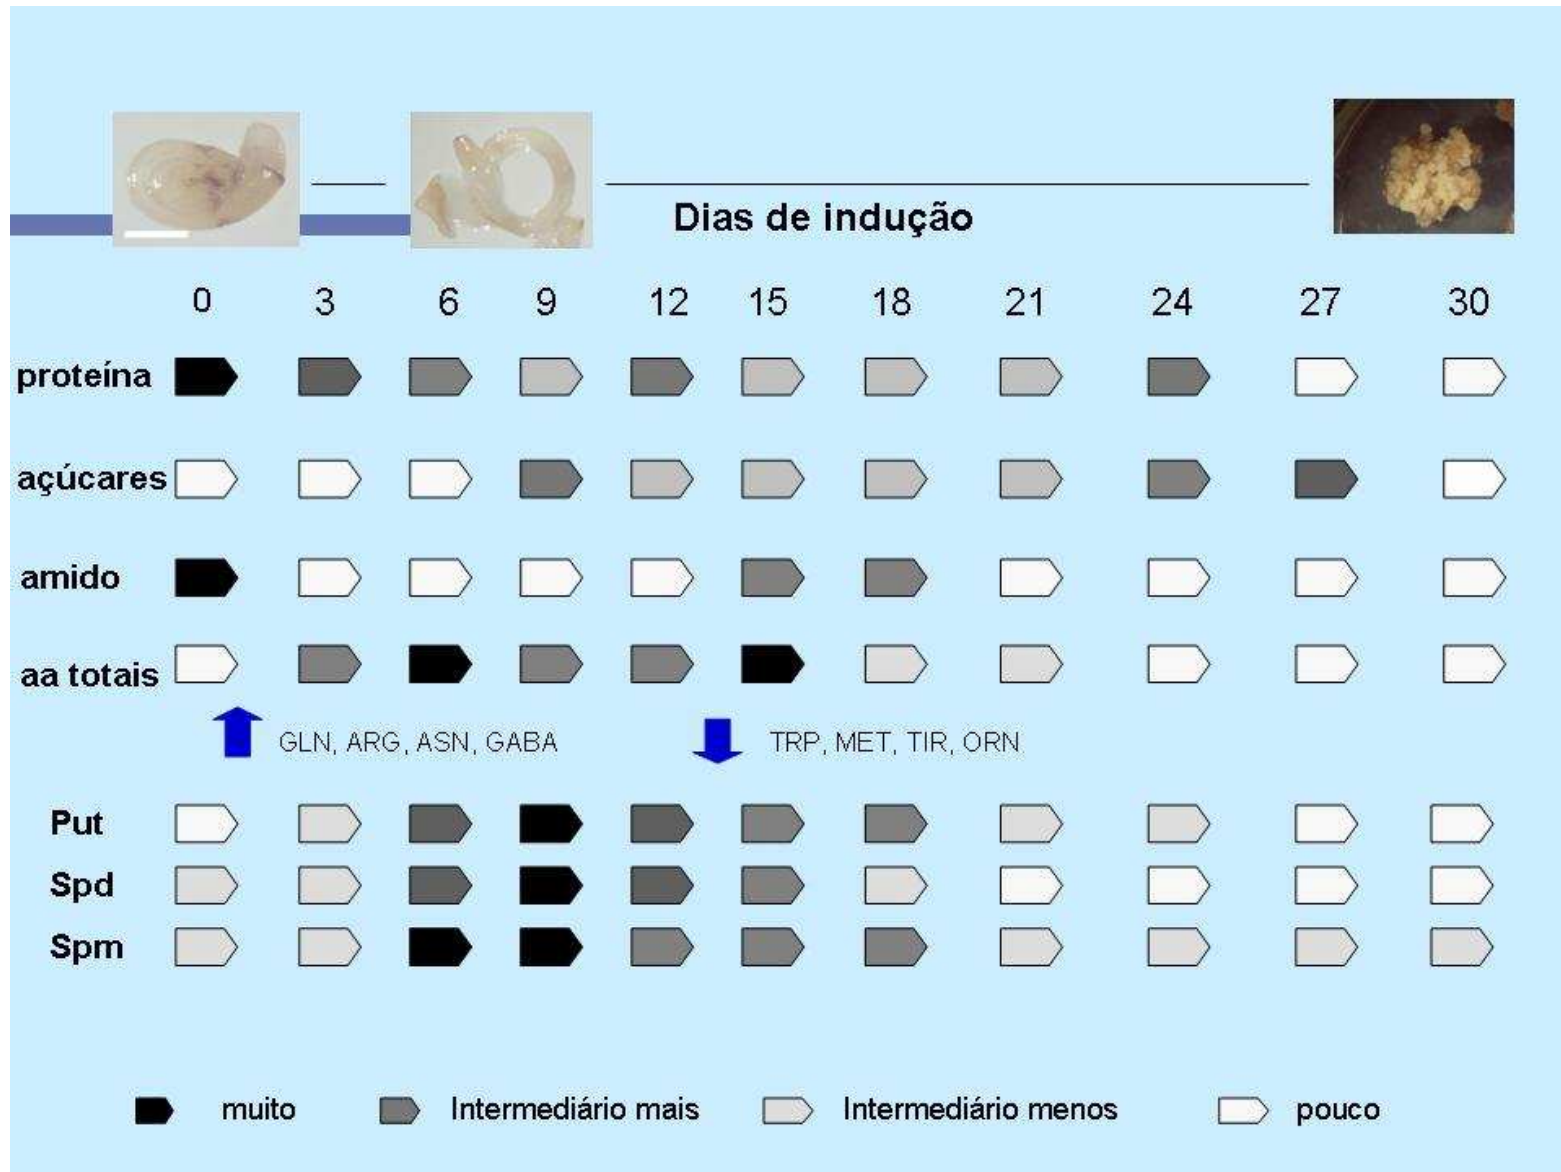 Dias de indução
0 3 6 9 12 15 18 21 24 27 30
proteína
açúcares
amido
aa totais
GLN, ARG, ASN, GABA TRP, MET, TIR, ORN
Put
Spd
Spm
muito Intermediário mais Intermediário menos pouco